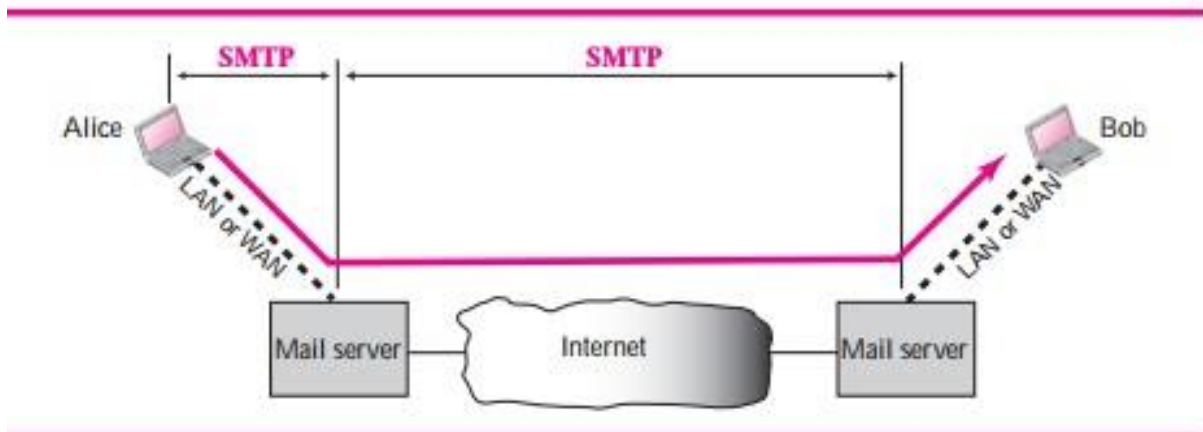 SMTP
SMTP
Alice
Bob
LAN or WAN
LAN or WAN
Mail server
Internet
Mail server